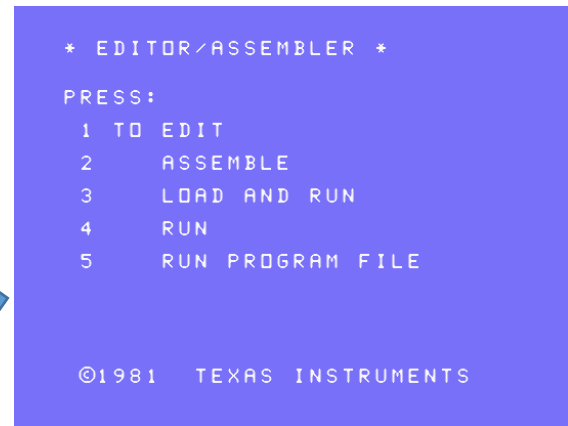 * EDITOR/ASSEMBLER *
PRESS:
1 TO EDIT
2 ASSEMBLE
3 LOAD AND RUN
4 RUN
5 RUN PROGRAM FILE
©1981 TEXAS INSTRUMENTS